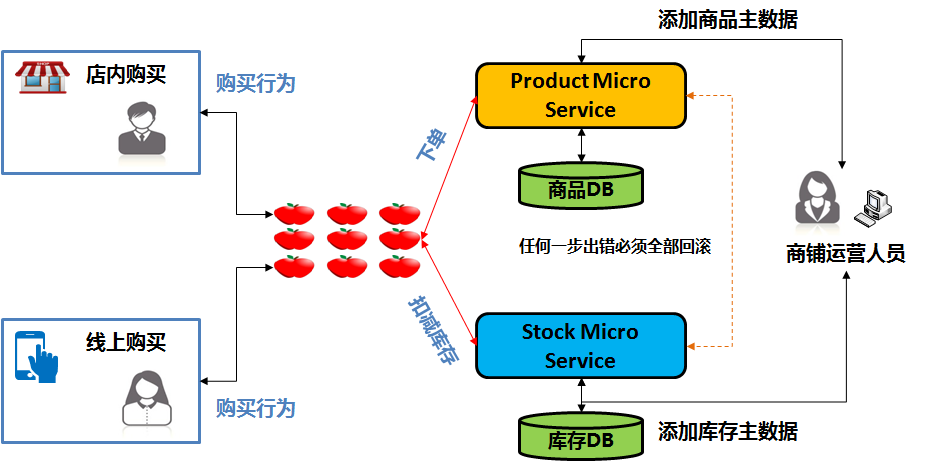 添加商品主数据
店内购买
购买行为
Product Micro
Service
下单
商品DB
任何一步出错必须全部回滚
商铺运营人员
扣减库存
线上购买
购买行为
Stock Micro
Service
库存DB
添加库存主数据